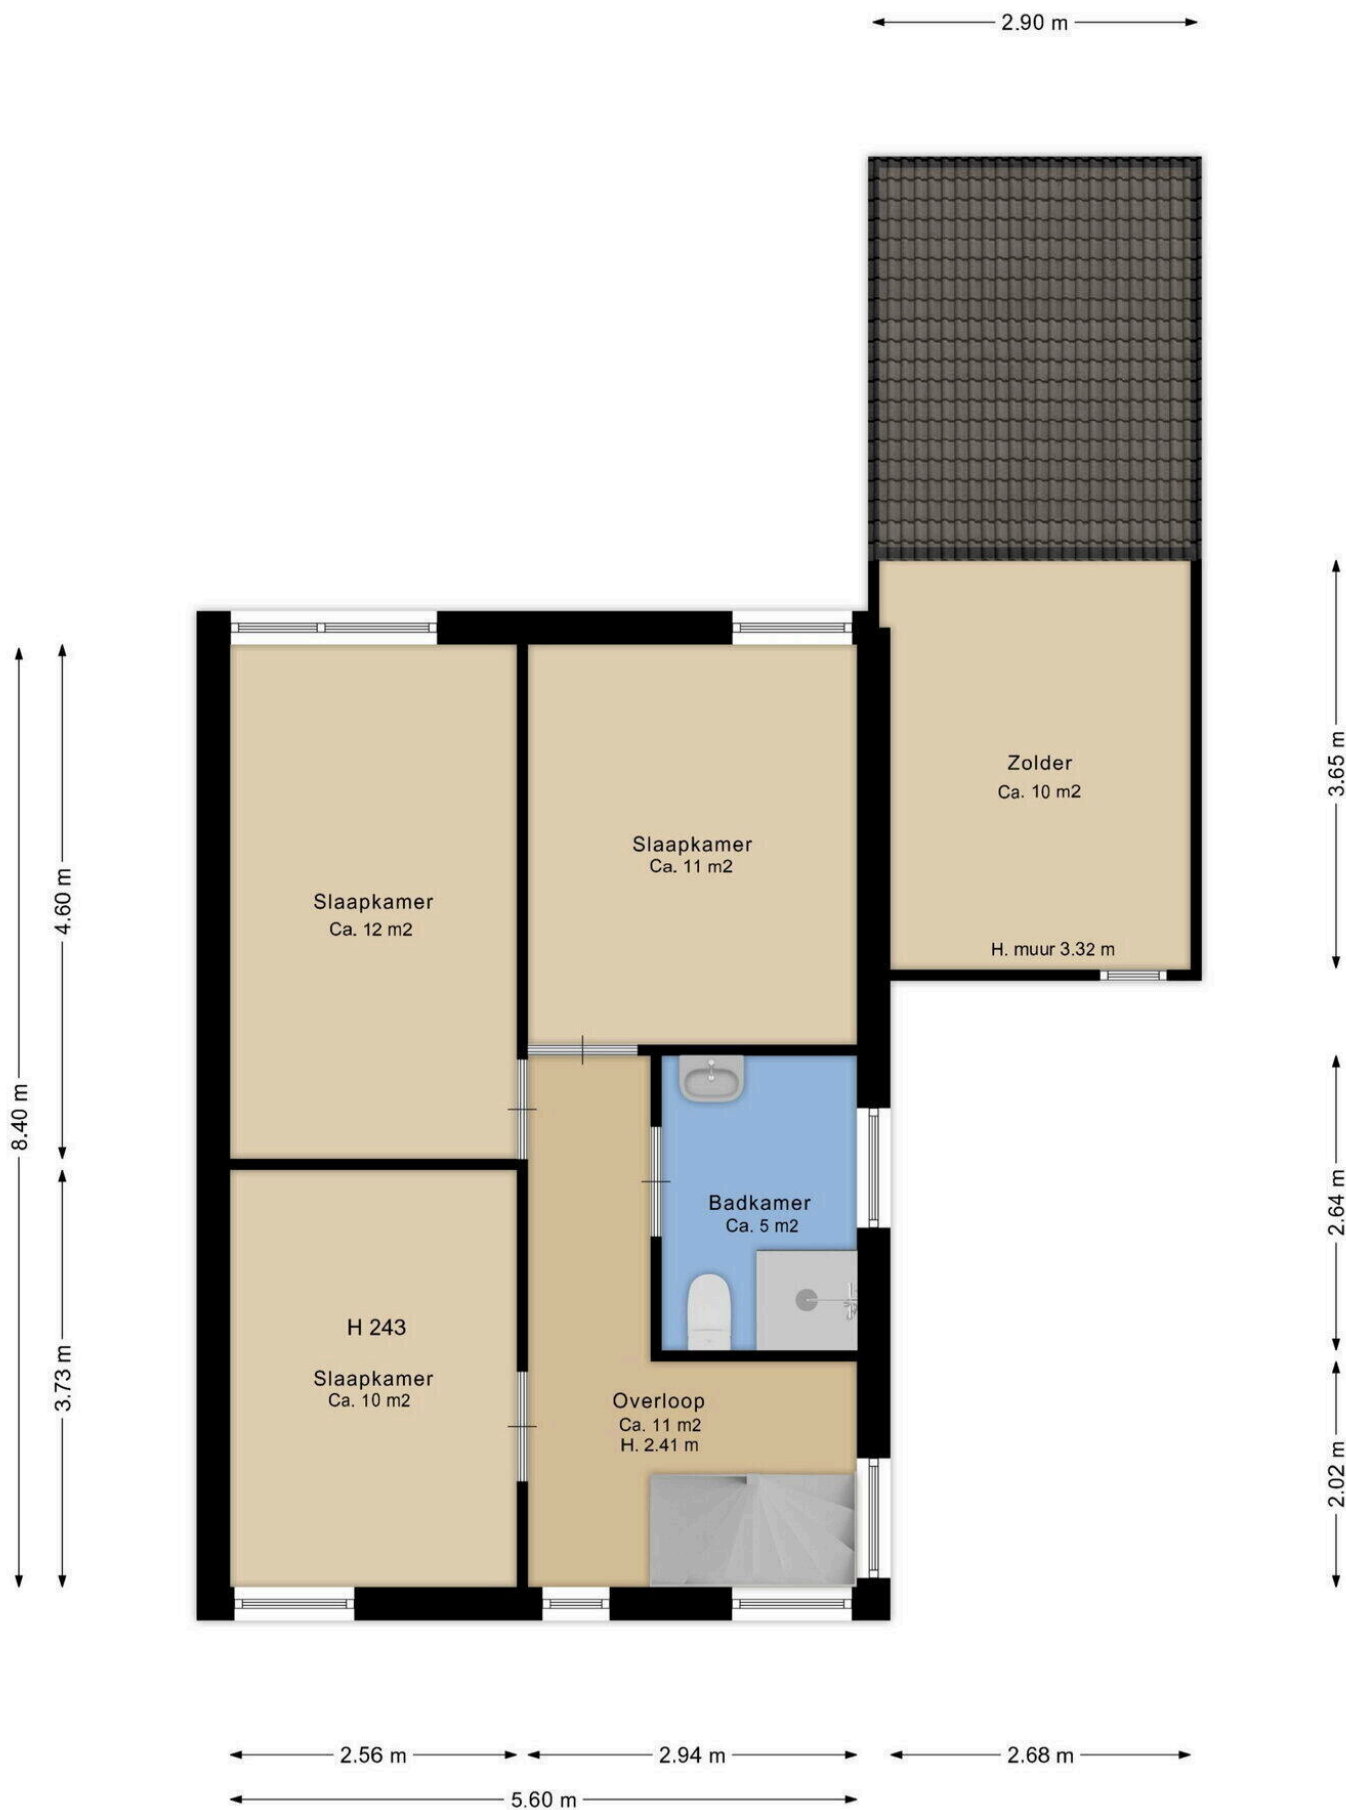 2.90 m
Zolder
Ca. 10 m2
H. muur 3.32 m
3.65 m
Slaapkamer
Ca. 11 m2
Slaapkamer
Ca. 12 m2
4.60 m
8.40 m
Badkamer
Ca. 5 m2
2.64 m
H 243
Slaapkamer
Ca. 10 m2
3.73 m
Overloop
Ca. 11 m2
H. 2.41 m
2.02 m
2.56 m
2.94 m
2.68 m
5.60 m